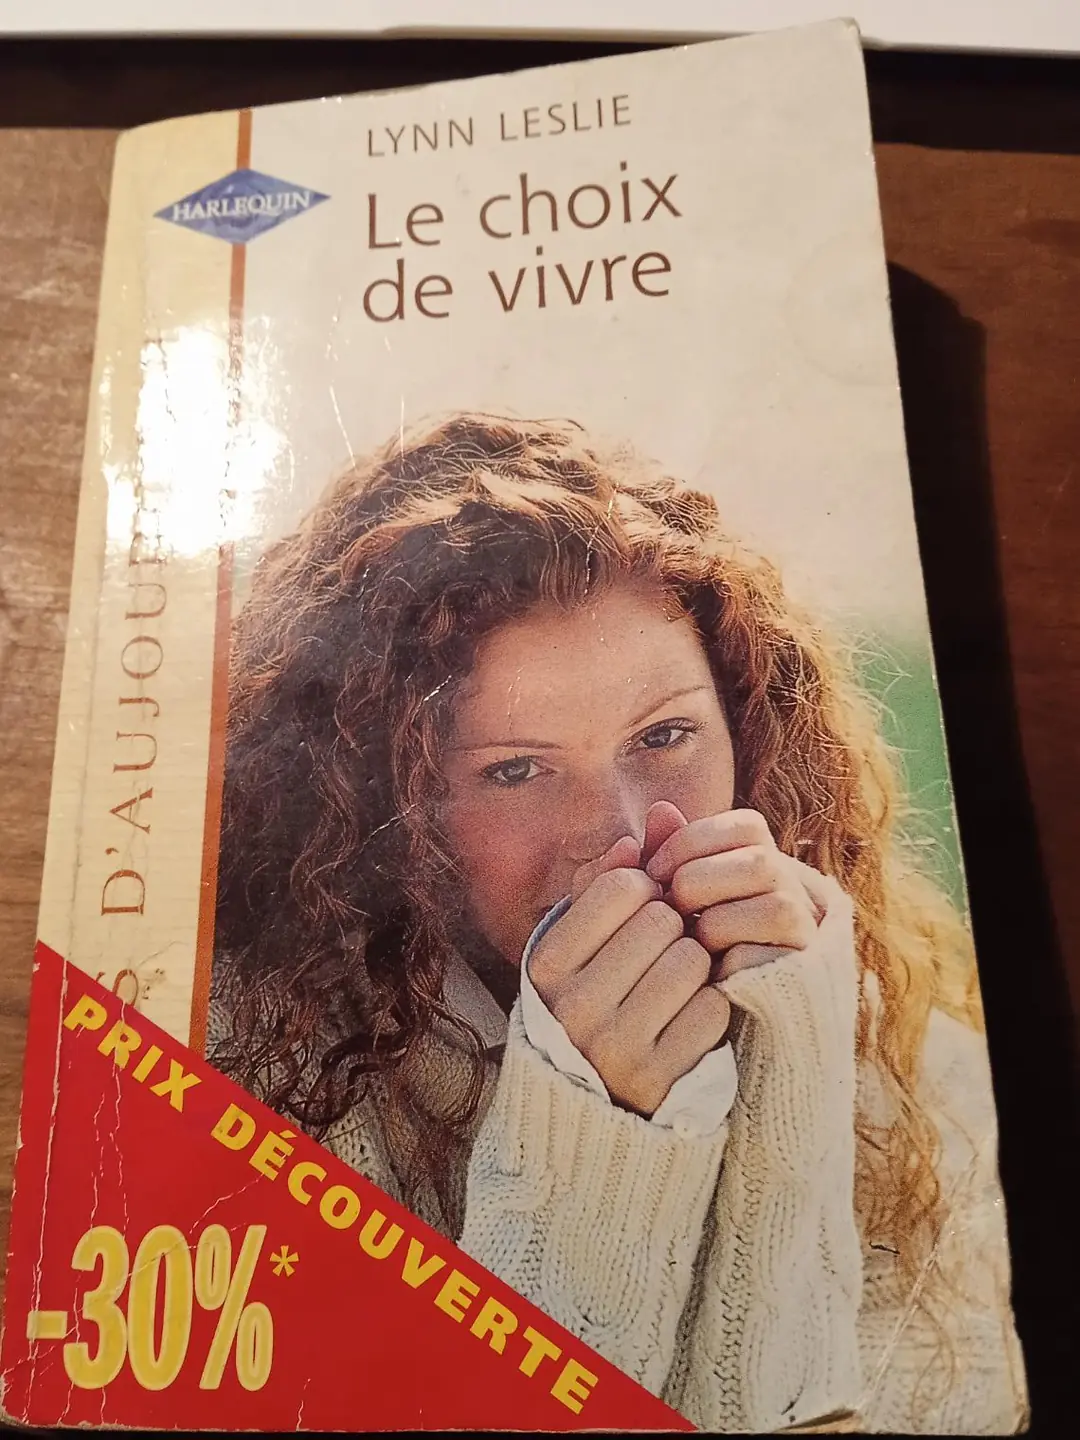 LYNN LESLIE
HARLEQUIN
Le choix
de vivre
D'AUJOU
PRIX DÉCOUVERTE
-30%*